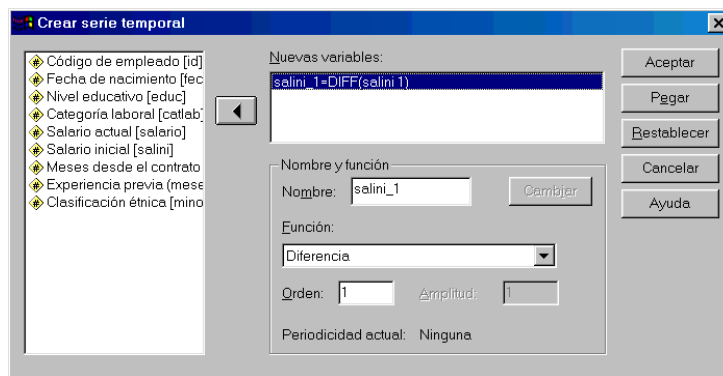 Crear serie temporal
Código de empleado [id]
Fecha de nacimiento [fec
Nivel educativo [educ]
Categoría laboral [catlab]
Salario actual [salario]
Salario inicial [salini]
Meses desde el contrato
Experiencia previa (mese
Clasificación étnica [mino
Nuevas variables:
salini_1=DIFF(salini 1)
Nombre y función
Nombre: salini_1
Cambiar
Función:
Diferencia
Orden: 1 Amplitud: 1
Periodicidad actual: Ninguna
Aceptar
Pegar
Restablecer
Cancelar
Ayuda